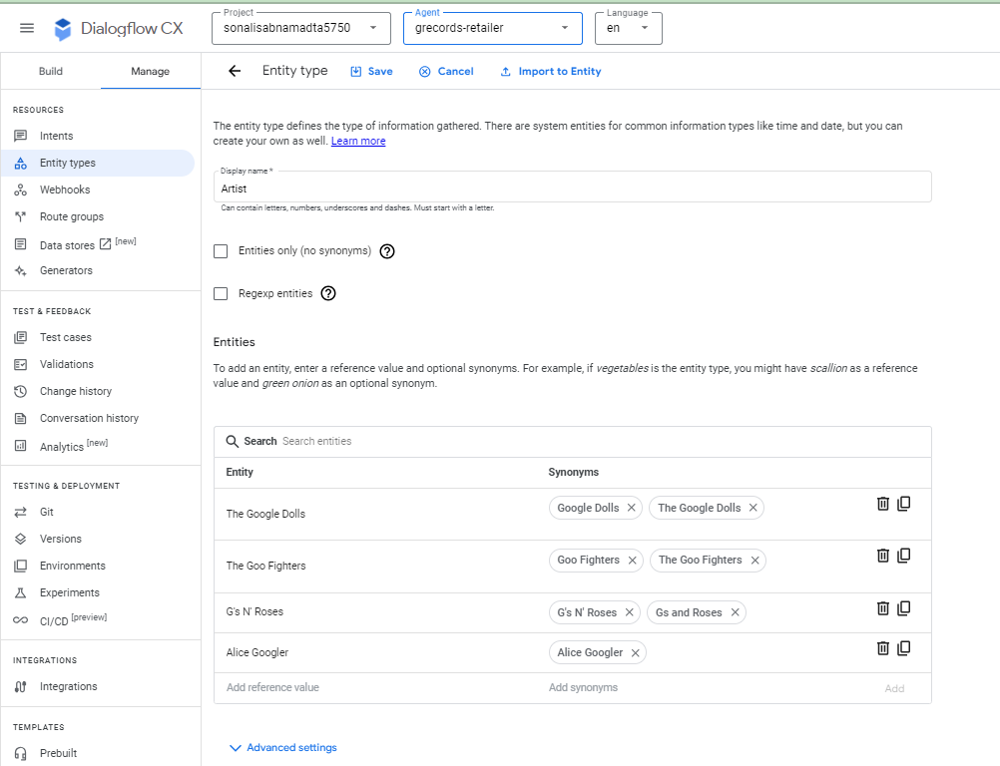 Dialogflow CX
Project
sonalisabnamadta5750
Agent
grecords-retailer
Language
en
Build
Manage
Entity type
Save
Cancel
Import to Entity
RESOURCES
Intents
Entity types
Webhooks
Route groups
Data stores [new]
Generators
TEST & FEEDBACK
Test cases
Validations
Change history
Conversation history
Analytics [new]
TESTING & DEPLOYMENT
Git
Versions
Environments
Experiments
CI/CD [preview]
INTEGRATIONS
Integrations
TEMPLATES
Prebuilt
The entity type defines the type of information gathered. There are system entities for common information types like time and date, but you can
create your own as well. Learn more
Display name *
Artist
Can contain letters, numbers, underscores and dashes. Must start with a letter.
Entities only (no synonyms)
Regexp entities
Entities
To add an entity, enter a reference value and optional synonyms. For example, if vegetables is the entity type, you might have scallion as a reference
value and green onion as an optional synonym.
Search Search entities
Entity Synonyms
The Google Dolls Google Dolls The Google Dolls
The Goo Fighters Goo Fighters The Goo Fighters
G's N' Roses G's N' Roses Gs and Roses
Alice Googler Alice Googler
Add reference value Add synonyms Add
Advanced settings